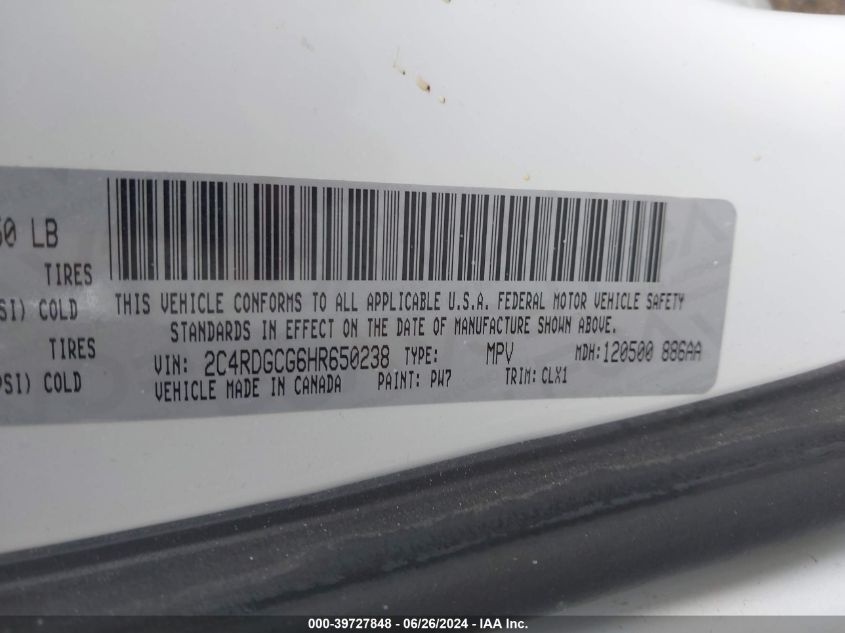 50 LB
TIRES
SI) COLD
TIRES
PSI) COLD
THIS VEHICLE CONFORMS TO ALL APPLICABLE U.S.A. FEDERAL MOTOR VEHICLE SAFETY
STANDARDS IN EFFECT ON THE DATE OF MANUFACTURE SHOWN ABOVE.
VIN: 2C4RDGCG6HR650238 TYPE: MPV MDH:120500 886AA
VEHICLE MADE IN CANADA PAINT: PW7 TRIM: CLX1
000-39727848 - 06/26/2024 - IAA Inc.